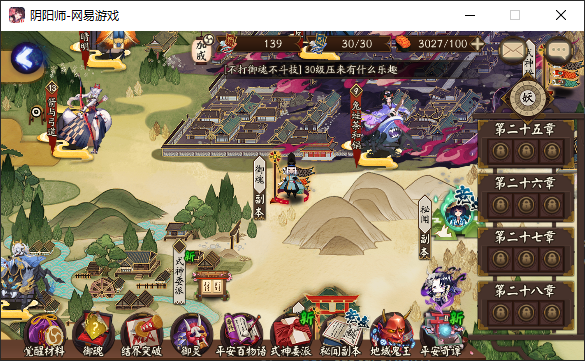 阴阳师-网易游戏
加成
139
30/30
3027/100
不打御魂不斗技] 30级压来有什么乐趣
妖
第二十五章
第二十六章
第二十七章
第二十八章
13
9
御魂
副本
秘闻
副本
式神委派
新
新
新
觉醒材料
御魂
结界突破
御灵
平安百物语
式神委派
秘闻副本
地域鬼王
平安奇谭